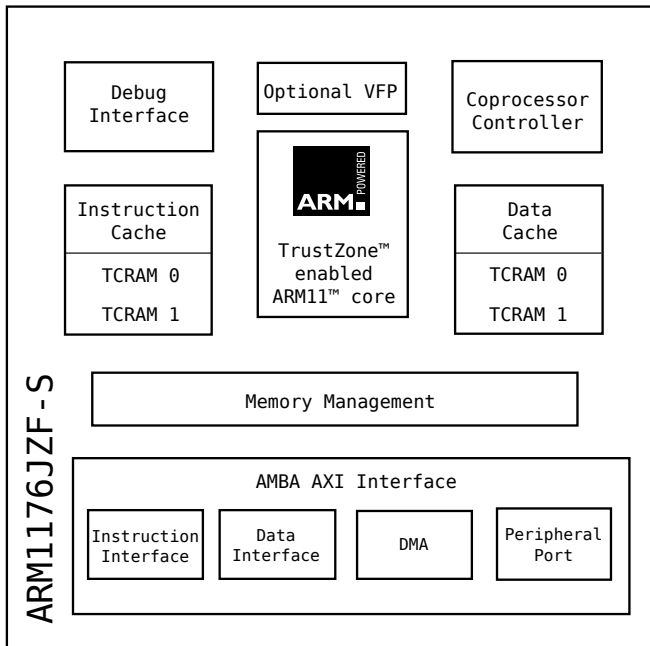 Debug
Interface
Optional VFP
Coprocessor
Controller
ARM
POWERED
TrustZone™
enabled
ARM11™ core
Instruction
Cache
TCRAM 0
TCRAM 1
Data
Cache
TCRAM 0
TCRAM 1
Memory Management
ARM1176JZF-S
AMBA AXI Interface
Instruction
Interface
Data
Interface
DMA
Peripheral
Port